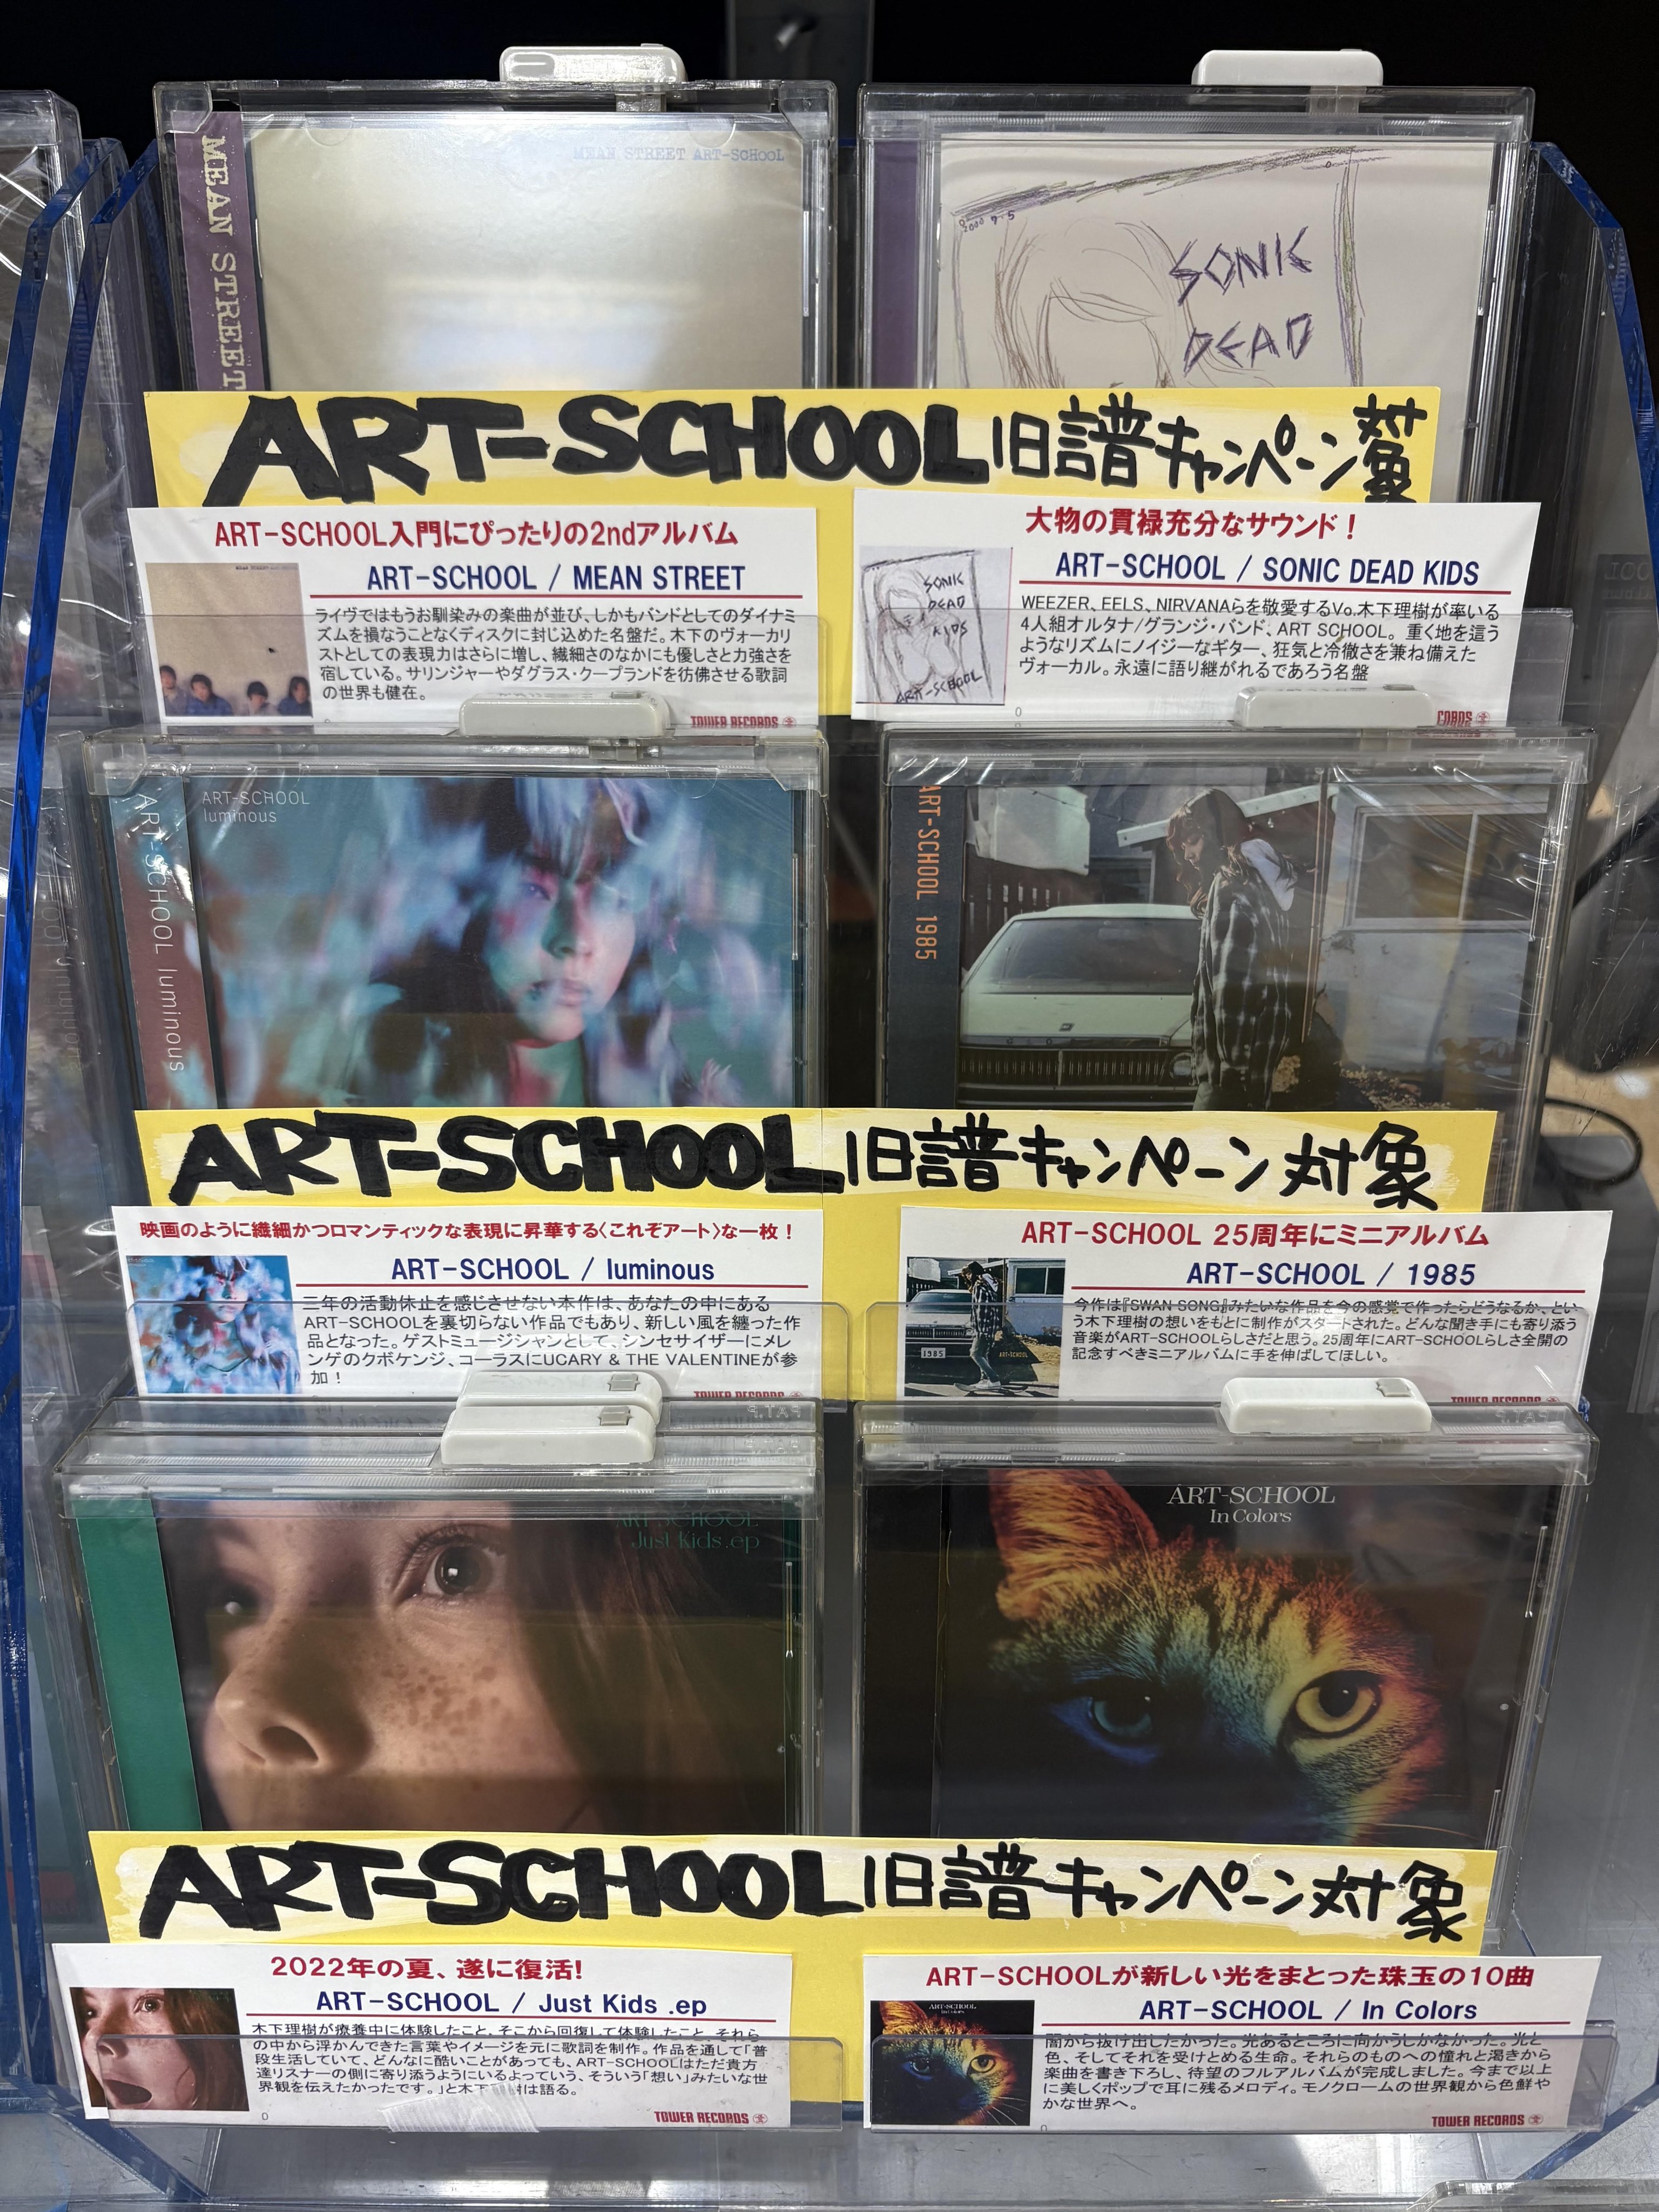 MEAN STREET
MEAN STREET ART-SCHOOL
2000 7.5
SONIC
DEAD
ART-SCHOOL旧譜キャンペーン対象
ART-SCHOOL入門にぴったりの2ndアルバム
ART-SCHOOL / MEAN STREET
ライヴではもうお馴染みの楽曲が並び、しかもバンドとしてのダイナミ
ズムを損なうことなくディスクに封じ込めた名盤だ。木下のヴォーカリ
ストとしての表現力はさらに増し、繊細さのなかにも優しさと力強さを
宿している。サリンジャーやダグラス・クープランドを彷彿させる歌詞
の世界も健在。
TOWER RECORDS
大物の貫禄充分なサウンド！
ART-SCHOOL / SONIC DEAD KIDS
SONIC
DEAD
KIDS
ART-SCHOOL
WEEZER、EELS、NIRVANAらを敬愛するVo.木下理樹が率いる
4人組オルタナ/グランジ・バンド、ART SCHOOL。重く地を這う
ようなリズムにノイジーなギター、狂気と冷徹さを兼ね備えた
ヴォーカル。永遠に語り継がれるであろう名盤
0
CORDS
ART-SCHOOL luminous
ART-SCHOOL
luminous
ART-SCHOOL 1985
ART-SCHOOL旧譜キャンペーン対象
映画のように繊細かつロマンティックな表現に昇華する〈これぞアート〉な一枚！
ART-SCHOOL / luminous
三年の活動休止を感じさせない本作は、あなたの中にある
ART-SCHOOLを裏切らない作品でもあり、新しい風を纏った作
品となった。ゲストミュージシャンとして、シンセサイザーにメレ
ンゲのクボケンジ、コーラスにUCARY & THE VALENTINEが参
加！
TOWER RECORDS
ART-SCHOOL 25周年にミニアルバム
ART-SCHOOL / 1985
1985
ART-SCHOOL
今作は『SWAN SONG』みたいな作品を今の感覚で作ったらどうなるか、とい
う木下理樹の想いをもとに制作がスタートされた。どんな聞き手にも寄り添う
音楽がART-SCHOOLらしさだと思う。25周年にART-SCHOOLらしさ全開の
記念すべきミニアルバムに手を伸ばしてほしい。
TOWER RECORDS
ART-SCHOOL
Just Kids .ep
ART-SCHOOL
In Colors
ART-SCHOOL旧譜キャンペーン対象
2022年の夏、遂に復活!
ART-SCHOOL / Just Kids .ep
木下理樹が療養中に体験したこと、そこから回復して体験したこと、それら
の中から浮かんできた言葉やイメージを元に歌詞を制作。作品を通して「普
段生活していて、どんなに酷いことがあっても、ART-SCHOOLはただ貴方
達リスナーの側に寄り添うようにいるよっていう、そういう「想い」みたいな世
界観を伝えたかったです。」と木下 樹は語る。
0
TOWER RECORDS
ART-SCHOOLが新しい光をまとった珠玉の10曲
ART-SCHOOL / In Colors
ART-SCHOOL
In Colors
闇から抜け出したかった。光あるところに向かうしかなかった。光と
色、そしてそれを受けとめる生命。それらのものへの憧れと渇きから
楽曲を書き下ろし、待望のフルアルバムが完成しました。今まで以上
に美しくポップで耳に残るメロディ。モノクロームの世界観から色鮮や
かな世界へ。
0
TOWER RECORDS